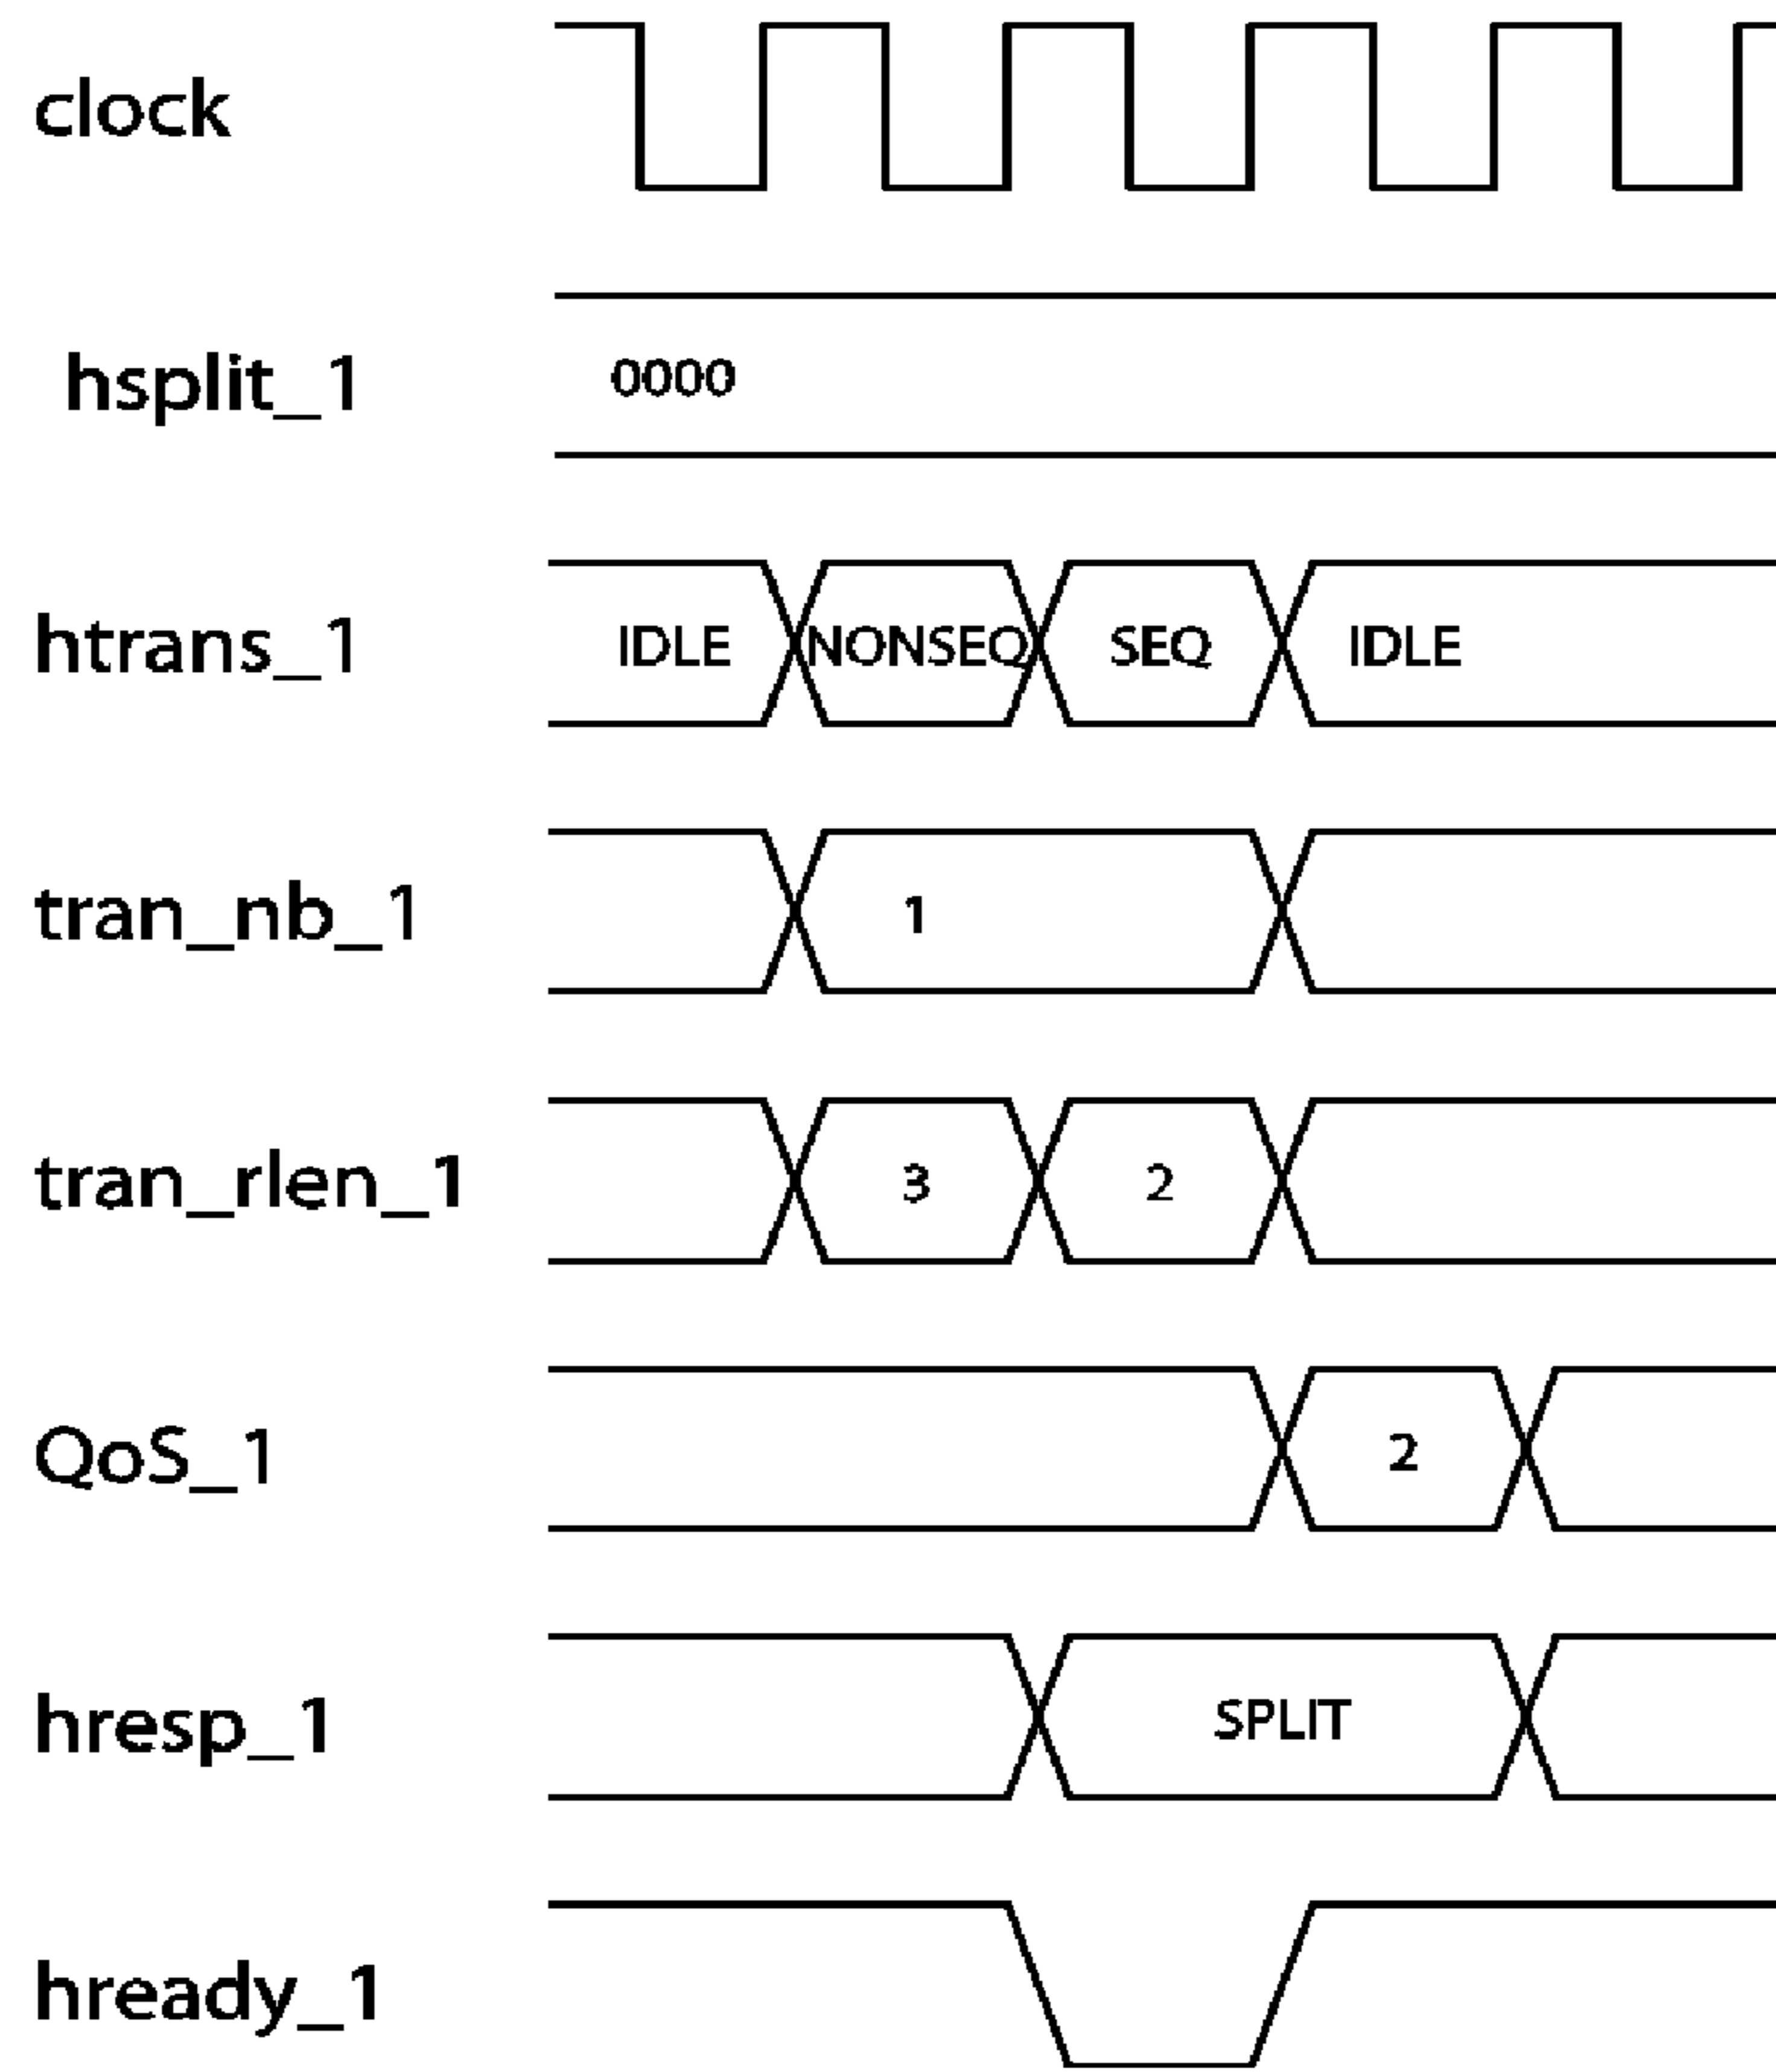 clock
hsplit_1 0000
htrans_1 IDLE NONSEQ SEQ IDLE
tran_nb_1 1
tran_rlen_1 3 2
QoS_1 2
hresp_1 SPLIT
hready_1